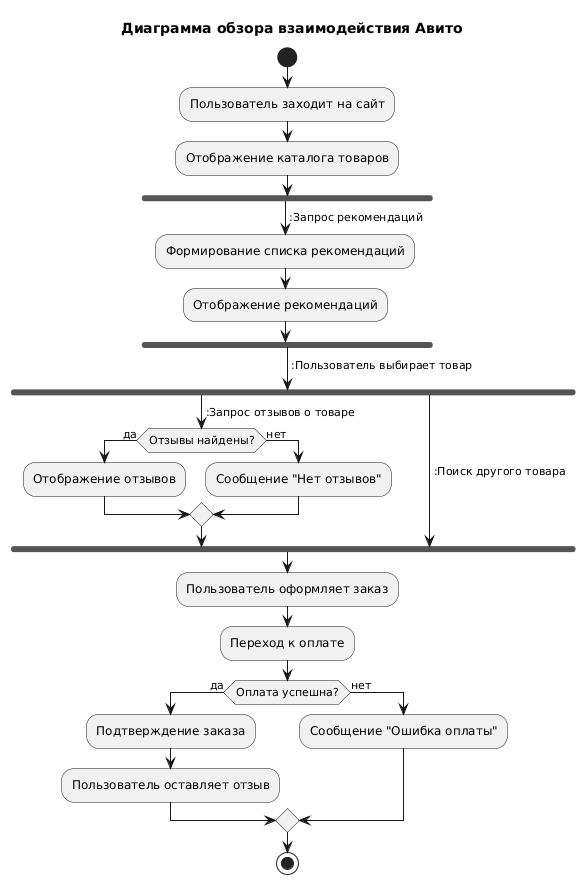 Диаграмма обзора взаимодействия Авито
Пользователь заходит на сайт
Отображение каталога товаров
:Запрос рекомендаций
Формирование списка рекомендаций
Отображение рекомендаций
:Пользователь выбирает товар
:Запрос отзывов о товаре
да
Отзывы найдены?
нет
Отображение отзывов
Сообщение "Нет отзывов"
:Поиск другого товара
Пользователь оформляет заказ
Переход к оплате
да
Оплата успешна?
нет
Подтверждение заказа
Сообщение "Ошибка оплаты"
Пользователь оставляет отзыв